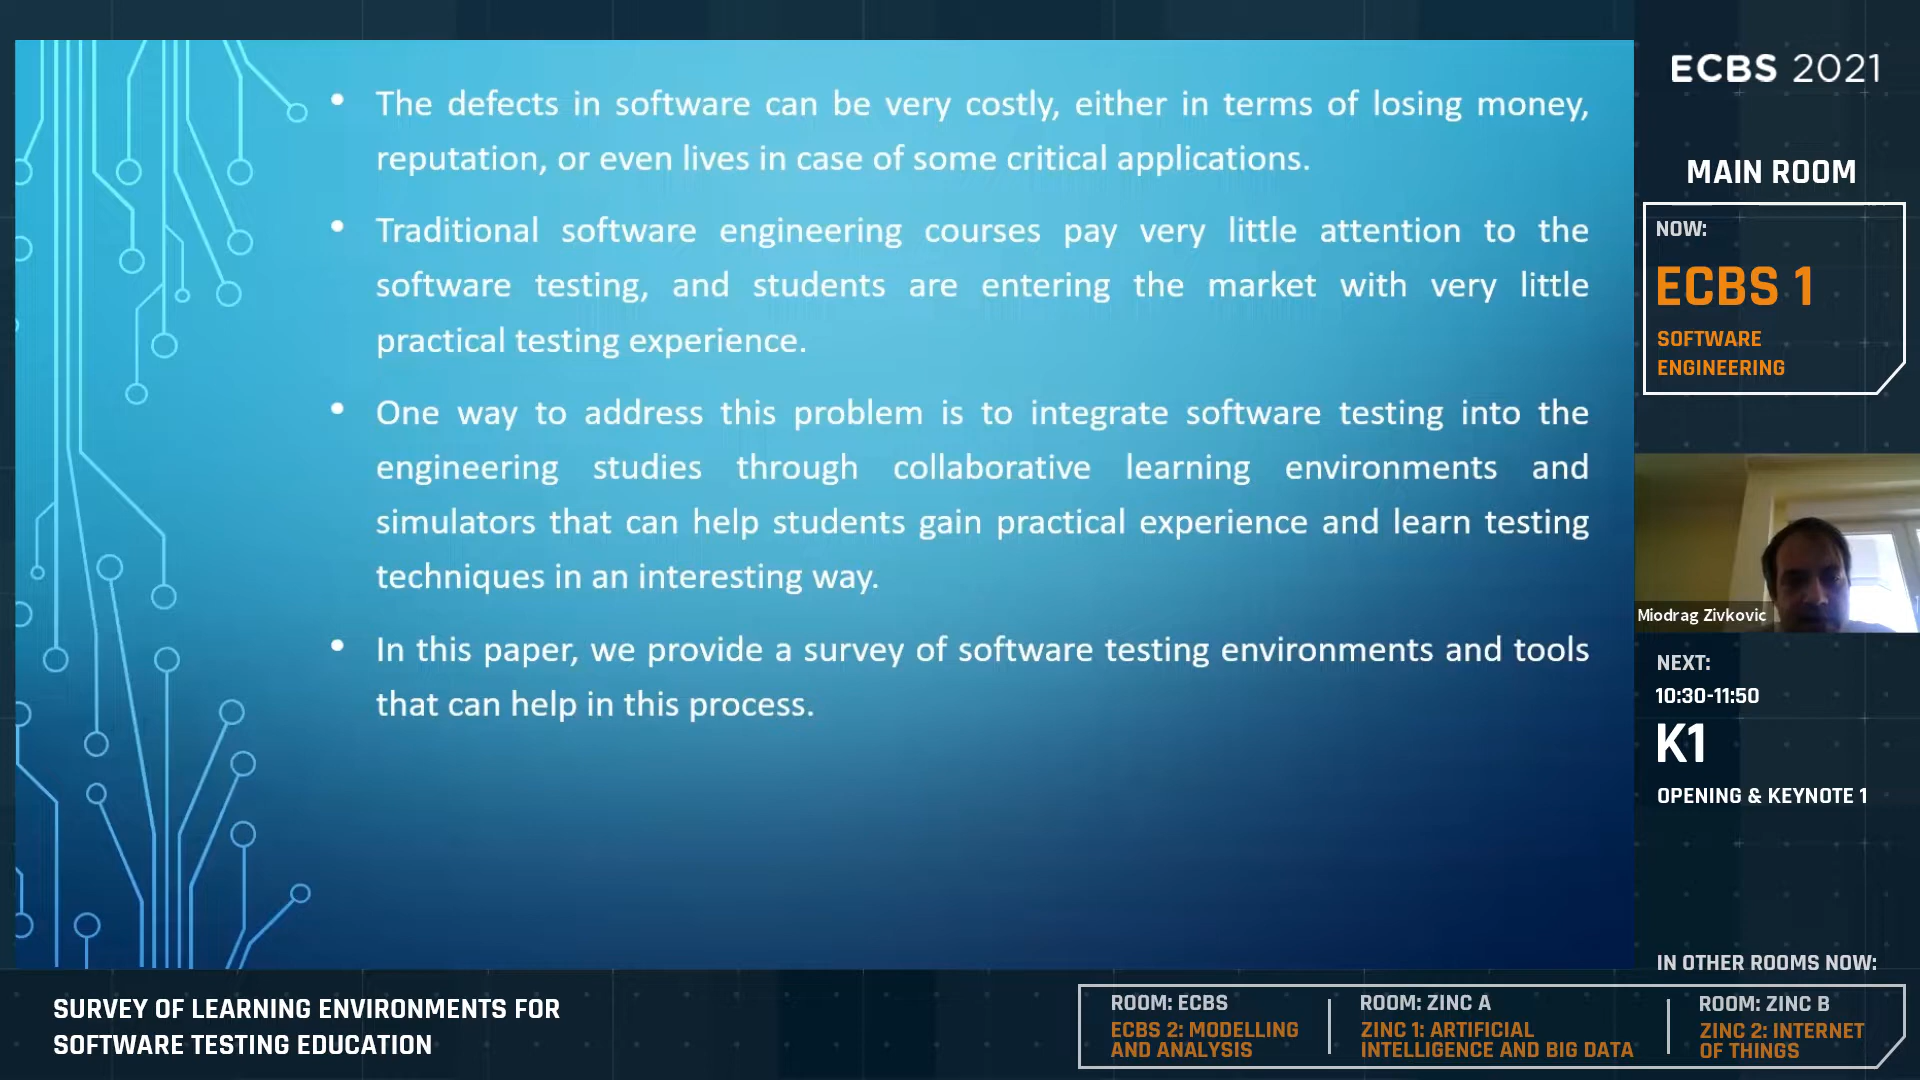 The defects in software can be very costly, either in terms of losing money,
reputation, or even lives in case of some critical applications.
Traditional software engineering courses pay very little attention to the
software testing, and students are entering the market with very little
practical testing experience.
One way to address this problem is to integrate software testing into the
engineering studies through collaborative learning environments and
simulators that can help students gain practical experience and learn testing
techniques in an interesting way.
In this paper, we provide a survey of software testing environments and tools
that can help in this process.
ECBS 2021
MAIN ROOM
NOW:
ECBS 1
SOFTWARE
ENGINEERING
Miodrag Zivkovic
NEXT:
10:30-11:50
K1
OPENING & KEYNOTE 1
IN OTHER ROOMS NOW:
SURVEY OF LEARNING ENVIRONMENTS FOR
SOFTWARE TESTING EDUCATION
ROOM: ECBS
ECBS 2: MODELLING
AND ANALYSIS
ROOM: ZINC A
ZINC 1: ARTIFICIAL
INTELLIGENCE AND BIG DATA
ROOM: ZINC B
ZINC 2: INTERNET
OF THINGS